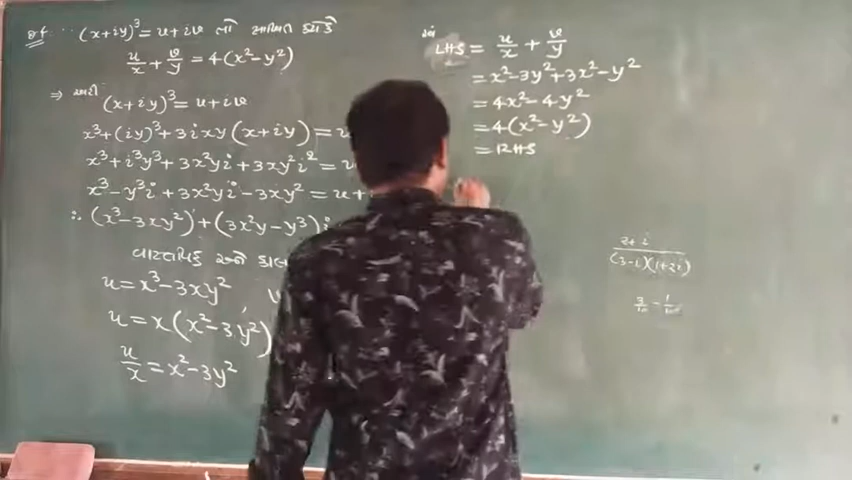 (x+iy)³ = u+iv તો સાબિત કરો કે
u/x + v/y = 4(x²-y²)
⇒ અહીં
(x+iy)³ = u+iv
x³+(iy)³+3ixy(x+iy) = u
x³+i³y³+3x²yi+3xy²i² = u
x³-y³i+3x²yi-3xy² = u+i
∴ (x³-3xy²)+(3x²y-y³)i
વાસ્તવિક અને
u = x³-3xy²
u = x(x²-3y²)
u/x = x²-3y²
LHS = u/x + v/y
= x²-3y²+3x²-y²
= 4x²-4y²
= 4(x²-y²)
= RHS
2+i
(3-i)(1+2i)